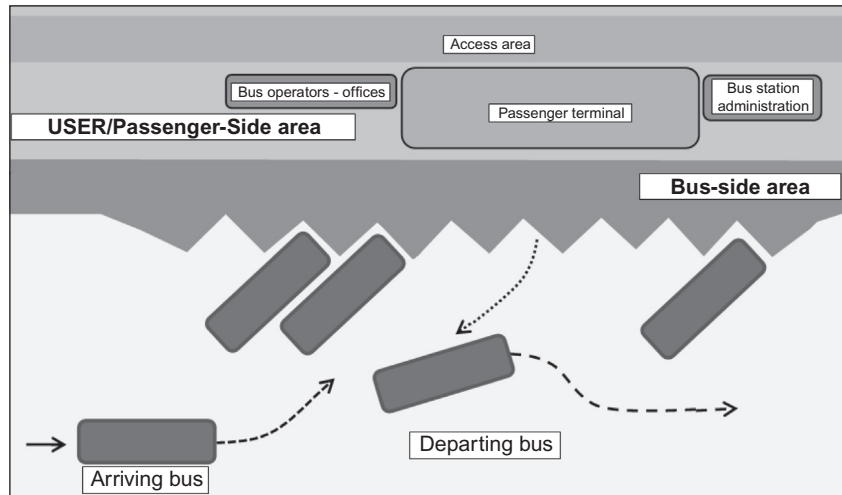 Access area
Bus operators - offices
Passenger terminal
Bus station
administration
USER/Passenger-Side area
Bus-side area
Departing bus
Arriving bus